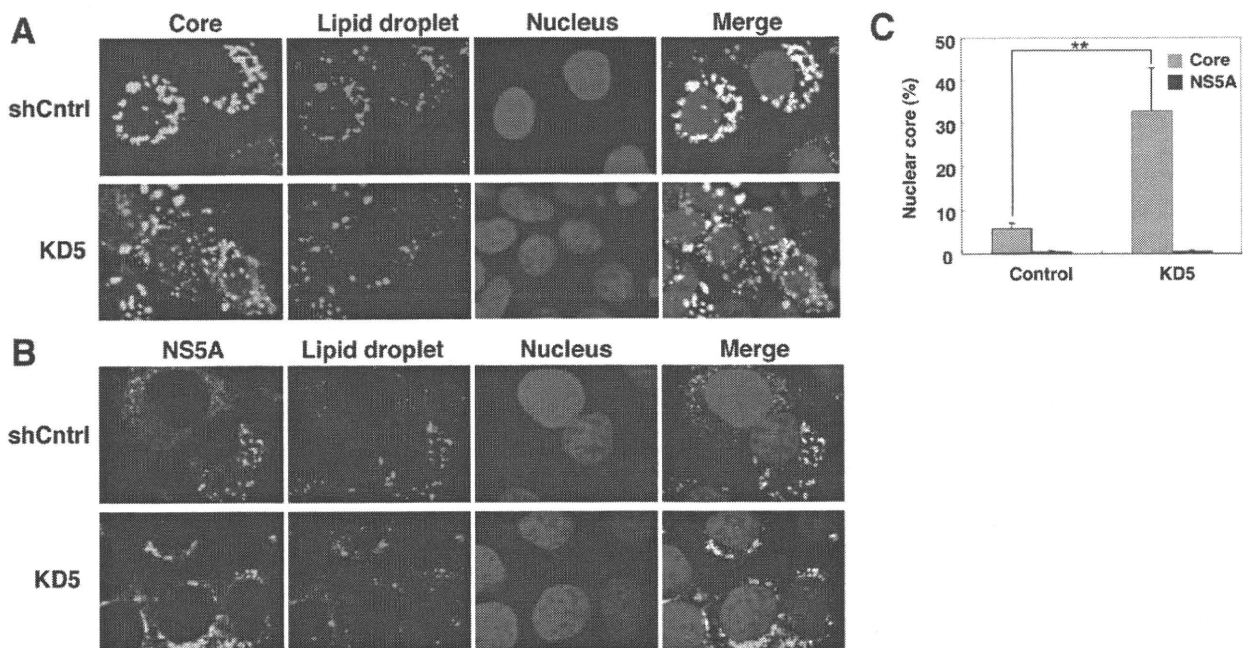 A
Core Lipid droplet Nucleus Merge
shCntrl
KD5
B
NS5A Lipid droplet Nucleus Merge
shCntrl
KD5
C
50
40
30
20
10
0
Nuclear core (%)
**
Core
NS5A
Control KD5